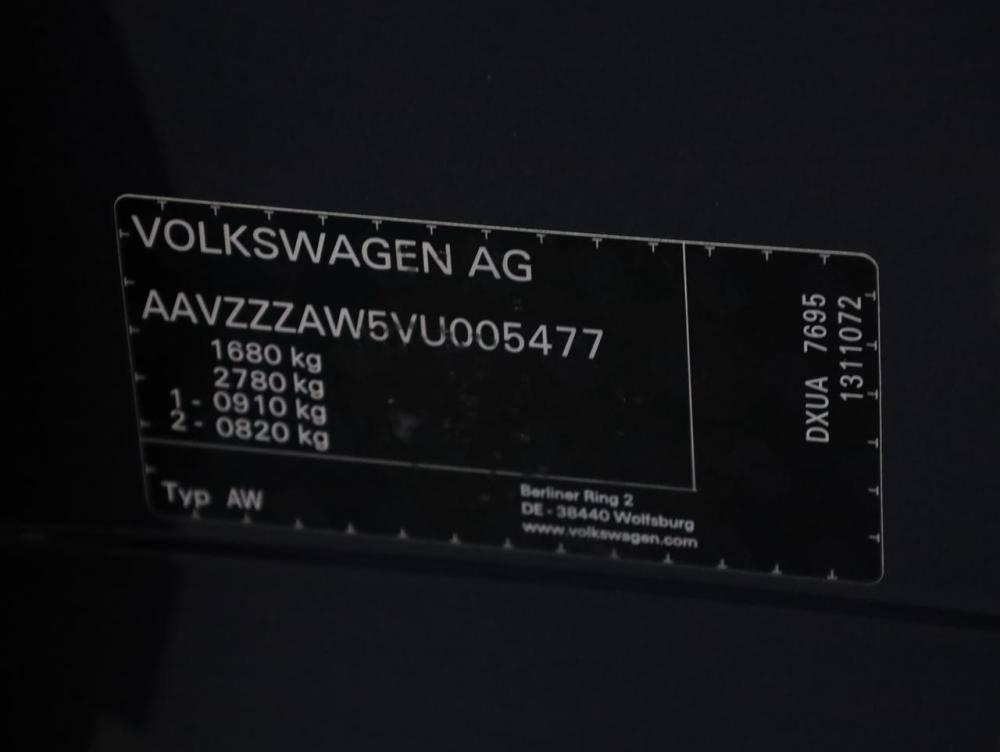 VOLKSWAGEN AG
AAVZZZAW5VU005477
1680 kg
2780 kg
1 - 0910 kg
2 - 0820 kg
Typ AW
Berliner Ring 2
DE - 38440 Wolfsburg
www.volkswagen.com
DXUA 7695
1311072